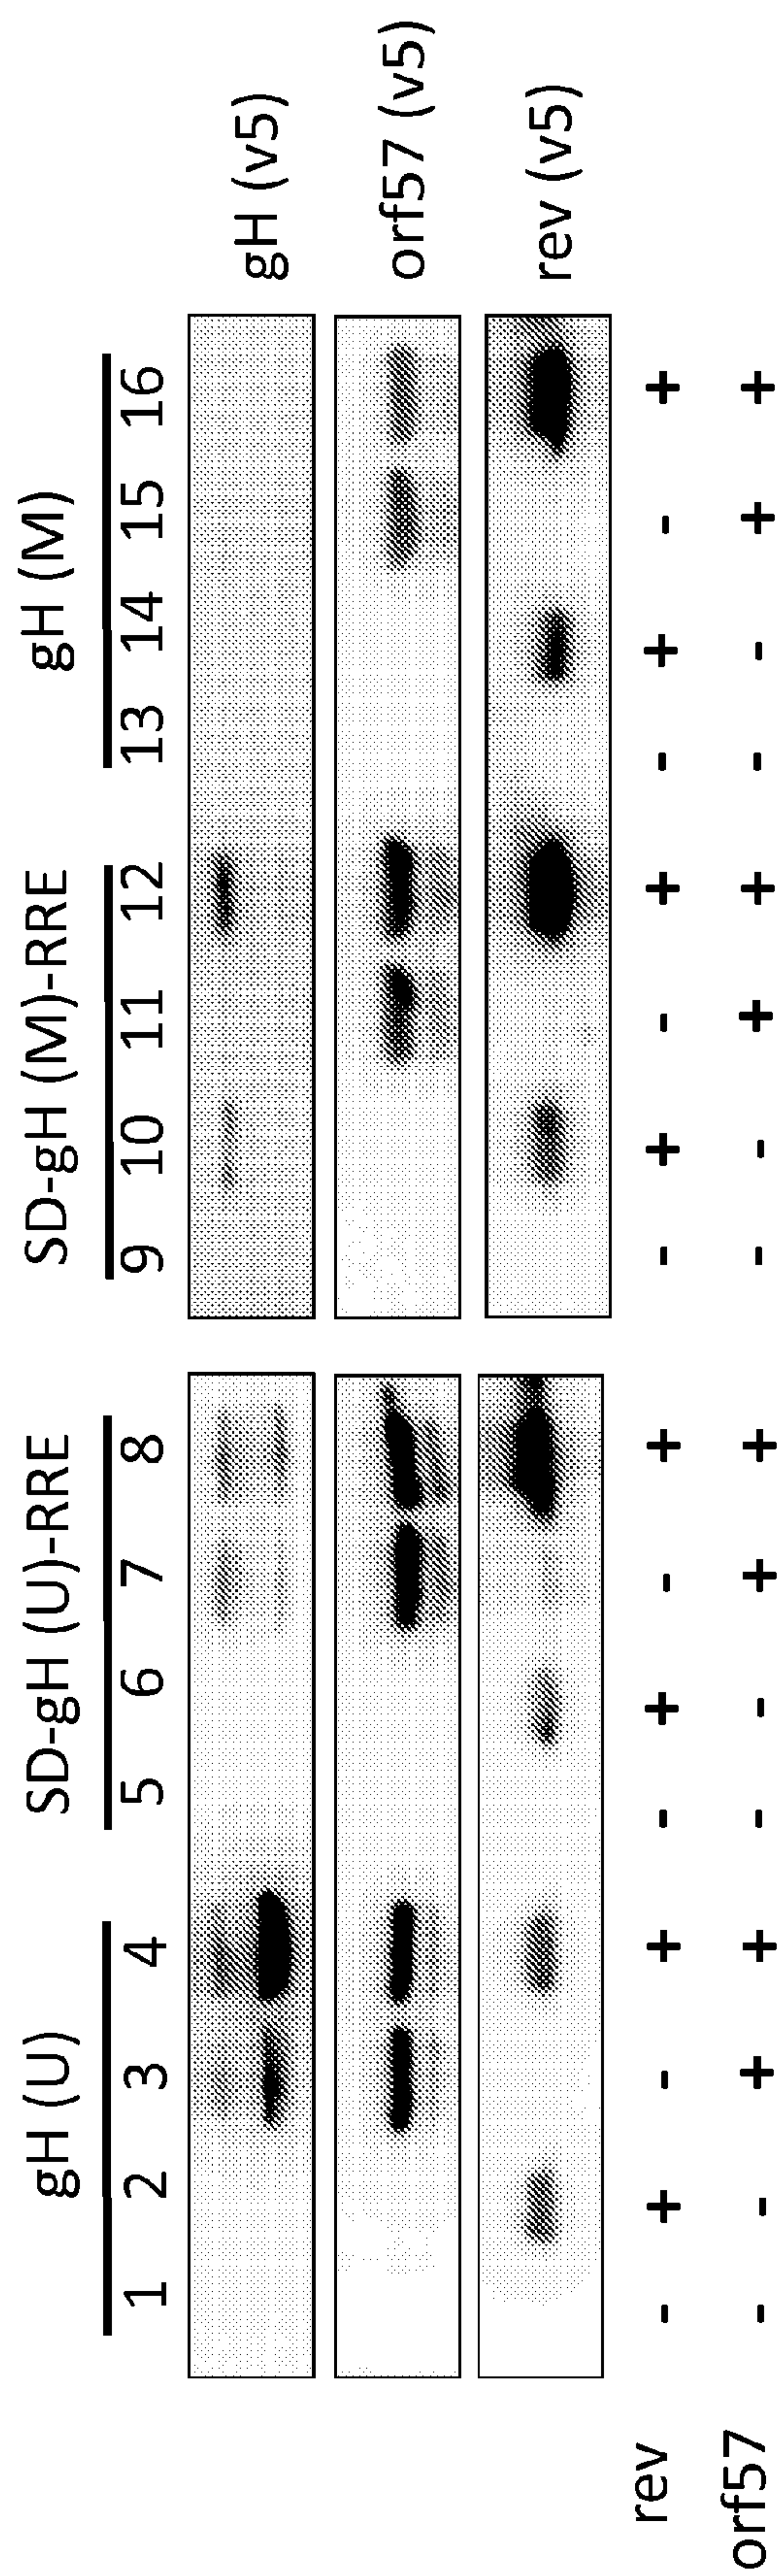 gH (U) SD-gH (U)-RRE SD-gH (M)-RRE gH (M)
1 2 3 4 5 6 7 8 9 10 11 12 13 14 15 16
gH (v5)
orf57 (v5)
rev (v5)
rev - + - + - + - + - + - + - + - +
orf57 - - + + - - + + - - + + - - + +